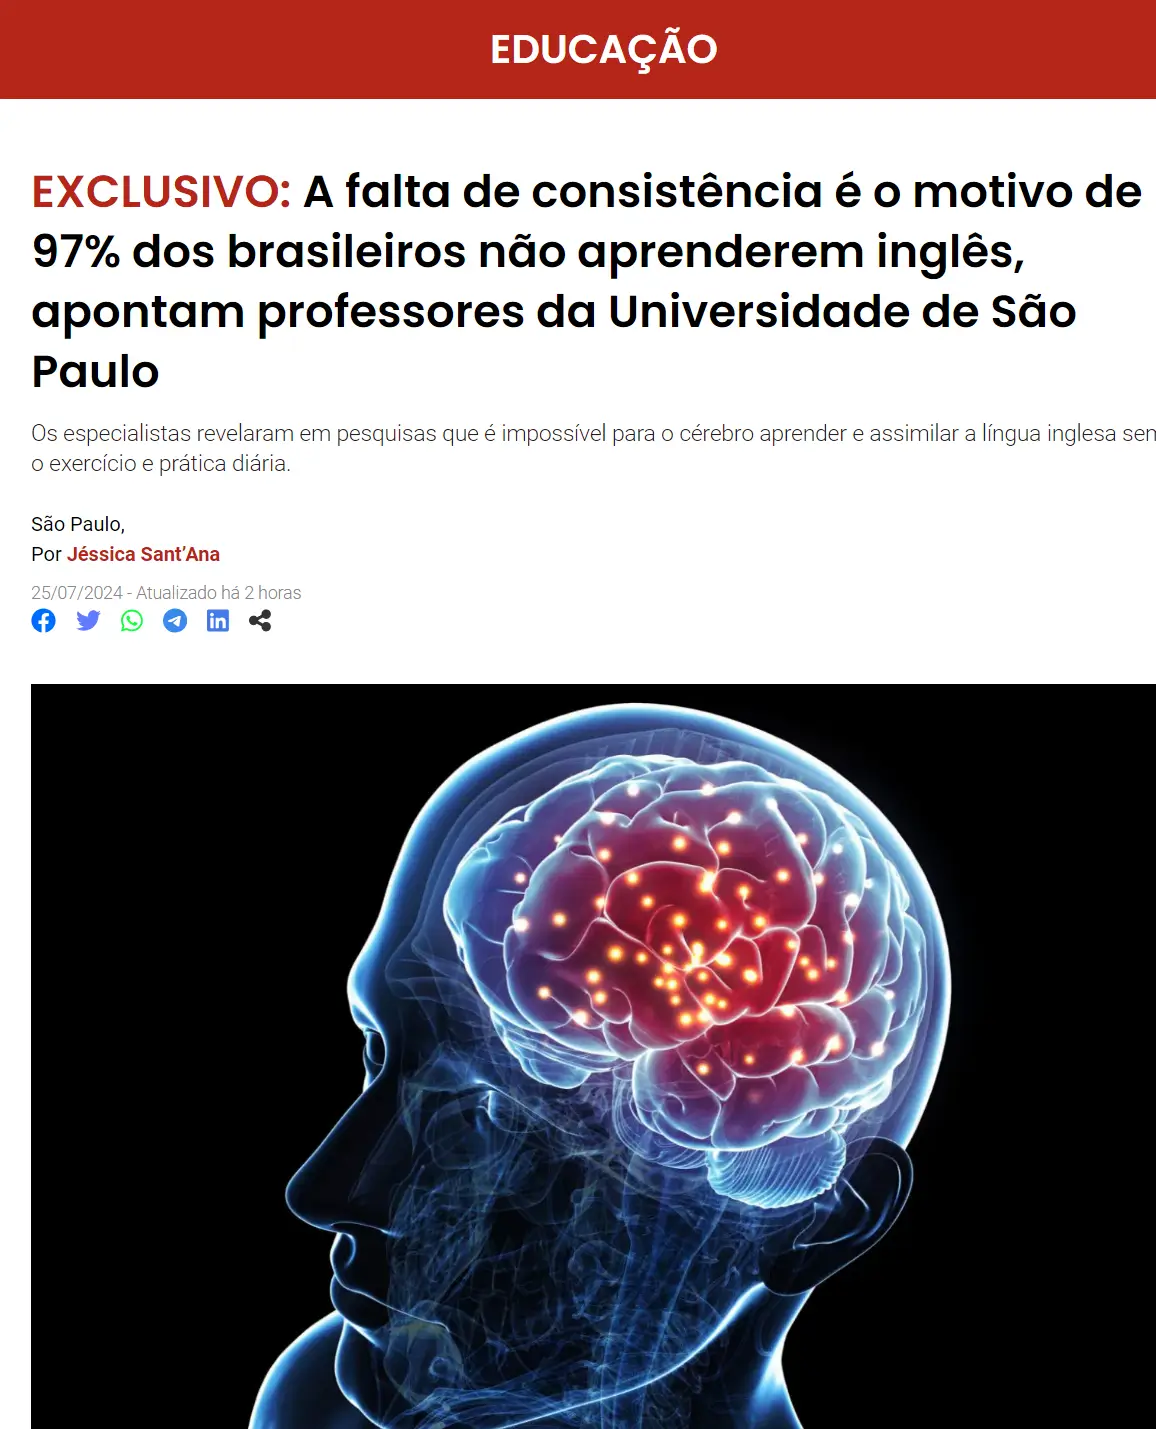 EDUCAÇÃO
EXCLUSIVO: A falta de consistência é o motivo de
97% dos brasileiros não aprenderem inglês,
apontam professores da Universidade de São
Paulo
Os especialistas revelaram em pesquisas que é impossível para o cérebro aprender e assimilar a língua inglesa sem
o exercício e prática diária.
São Paulo,
Por Jéssica Sant’Ana
25/07/2024 - Atualizado há 2 horas